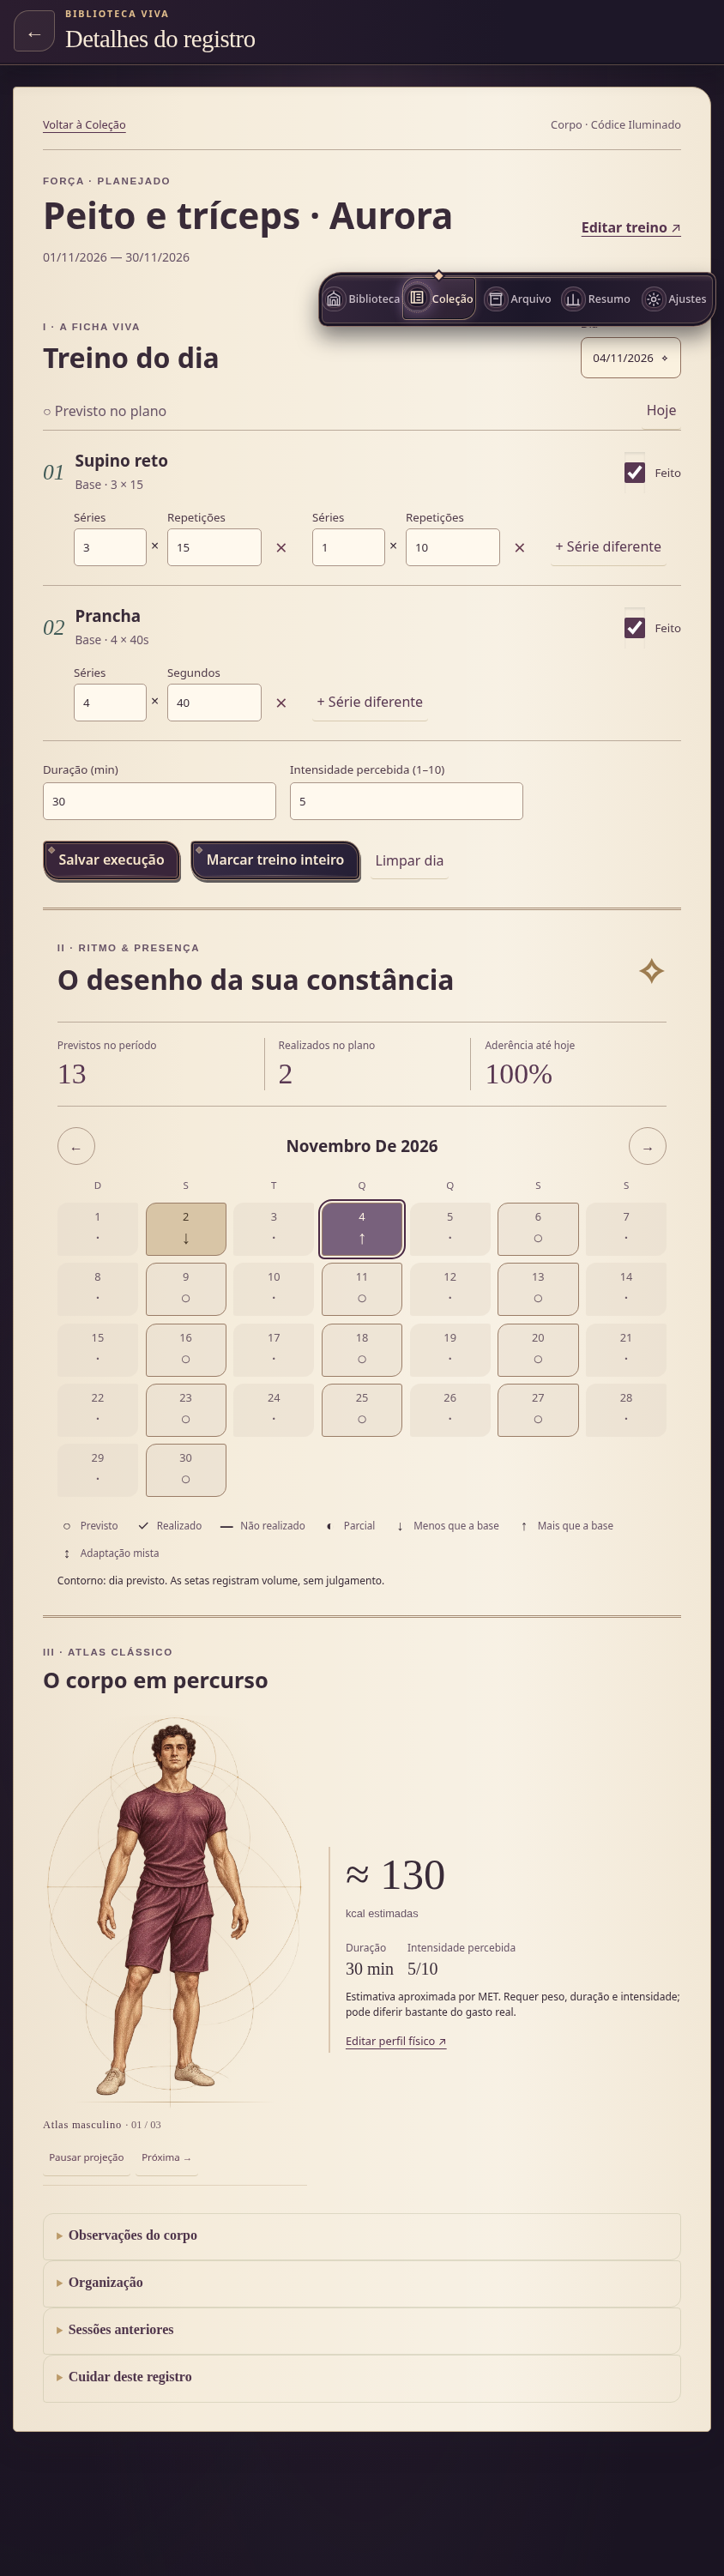 ←
BIBLIOTECA VIVA
Detalhes do registro
Voltar à Coleção
Corpo · Códice Iluminado
FORÇA · PLANEJADO
Peito e tríceps · Aurora
Editar treino ↗
01/11/2026 — 30/11/2026
Biblioteca Coleção Arquivo Resumo Ajustes
I · A FICHA VIVA
Treino do dia
04/11/2026
○ Previsto no plano
Hoje
01 Supino reto
Base · 3 × 15
Feito
Séries Repetições Séries Repetições
3 × 15 × 1 × 10 × + Série diferente
02 Prancha
Base · 4 × 40s
Feito
Séries Segundos
4 × 40 × + Série diferente
Duração (min) Intensidade percebida (1–10)
30 5
Salvar execução Marcar treino inteiro Limpar dia
II · RITMO & PRESENÇA
O desenho da sua constância
Previstos no período Realizados no plano Aderência até hoje
13 2 100%
← Novembro De 2026 →
D S T Q Q S S
1 2 3 4 5 6 7
· ↓ · ↑ · ○ ·
8 9 10 11 12 13 14
· ○ · ○ · ○ ·
15 16 17 18 19 20 21
· ○ · ○ · ○ ·
22 23 24 25 26 27 28
· ○ · ○ · ○ ·
29 30
· ○
○ Previsto ✓ Realizado — Não realizado ◖ Parcial ↓ Menos que a base ↑ Mais que a base
↕ Adaptação mista
Contorno: dia previsto. As setas registram volume, sem julgamento.
III · ATLAS CLÁSSICO
O corpo em percurso
≈ 130
kcal estimadas
Duração Intensidade percebida
30 min 5/10
Estimativa aproximada por MET. Requer peso, duração e intensidade;
pode diferir bastante do gasto real.
Editar perfil físico ↗
Atlas masculino · 01 / 03
Pausar projeção Próxima →
▸ Observações do corpo
▸ Organização
▸ Sessões anteriores
▸ Cuidar deste registro